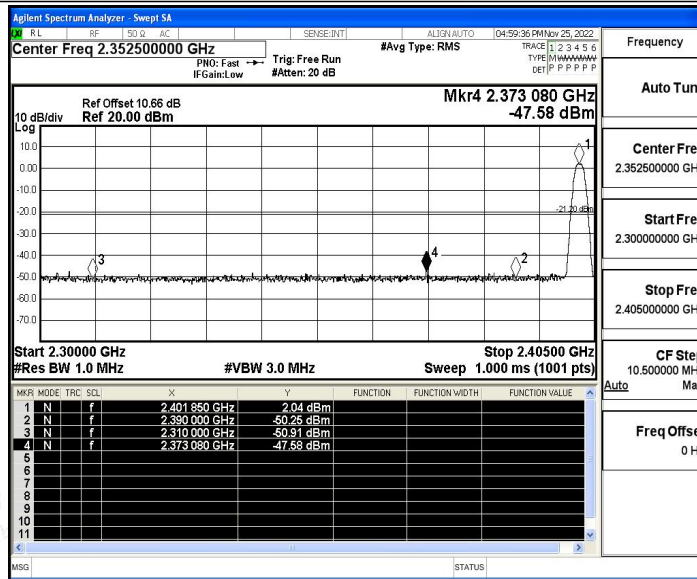 Agilent Spectrum Analyzer - Swept SA
RL RF 50 Ω AC SENSE:INT ALIGN AUTO 04:59:36 PM Nov 25, 2022
Center Freq 2.352500000 GHz
PNO: Fast
IFGain:Low
Trig: Free Run
#Atten: 20 dB
#Avg Type: RMS
TRACE 1 2 3 4 5 6
TYPE M
DET P P P P P P
Ref Offset 10.66 dB
10 dB/div Ref 20.00 dBm
Log
Mkr4 2.373 080 GHz
-47.58 dBm
10.0
0.00
-10.0
-20.0
-30.0
-40.0
-50.0
-60.0
-70.0
1
-21.20 dBm
3
4
2
Start 2.30000 GHz Stop 2.40500 GHz
#Res BW 1.0 MHz #VBW 3.0 MHz Sweep 1.000 ms (1001 pts)
MKR MODE TRC SCL X Y FUNCTION FUNCTION WIDTH FUNCTION VALUE
1 N f 2.401 850 GHz 2.04 dBm
2 N f 2.390 000 GHz -50.25 dBm
3 N f 2.310 000 GHz -50.91 dBm
4 N f 2.373 080 GHz -47.58 dBm
5
6
7
8
9
10
11
MSG STATUS
Frequency
Auto Tun
Center Fre
2.352500000 GH
Start Fre
2.300000000 GH
Stop Fre
2.405000000 GH
CF Ste
10.500000 MH
Auto Ma
Freq Offse
0 H